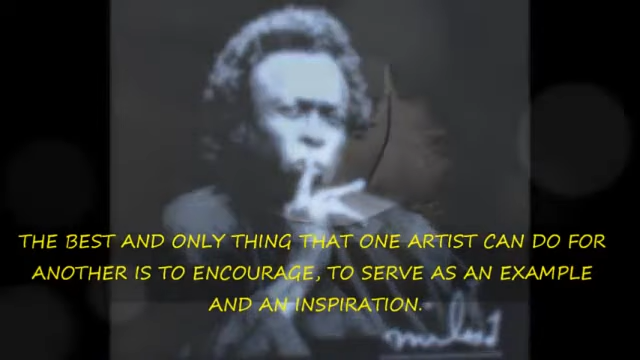 THE BEST AND ONLY THING THAT ONE ARTIST CAN DO FOR
ANOTHER IS TO ENCOURAGE, TO SERVE AS AN EXAMPLE
AND AN INSPIRATION.